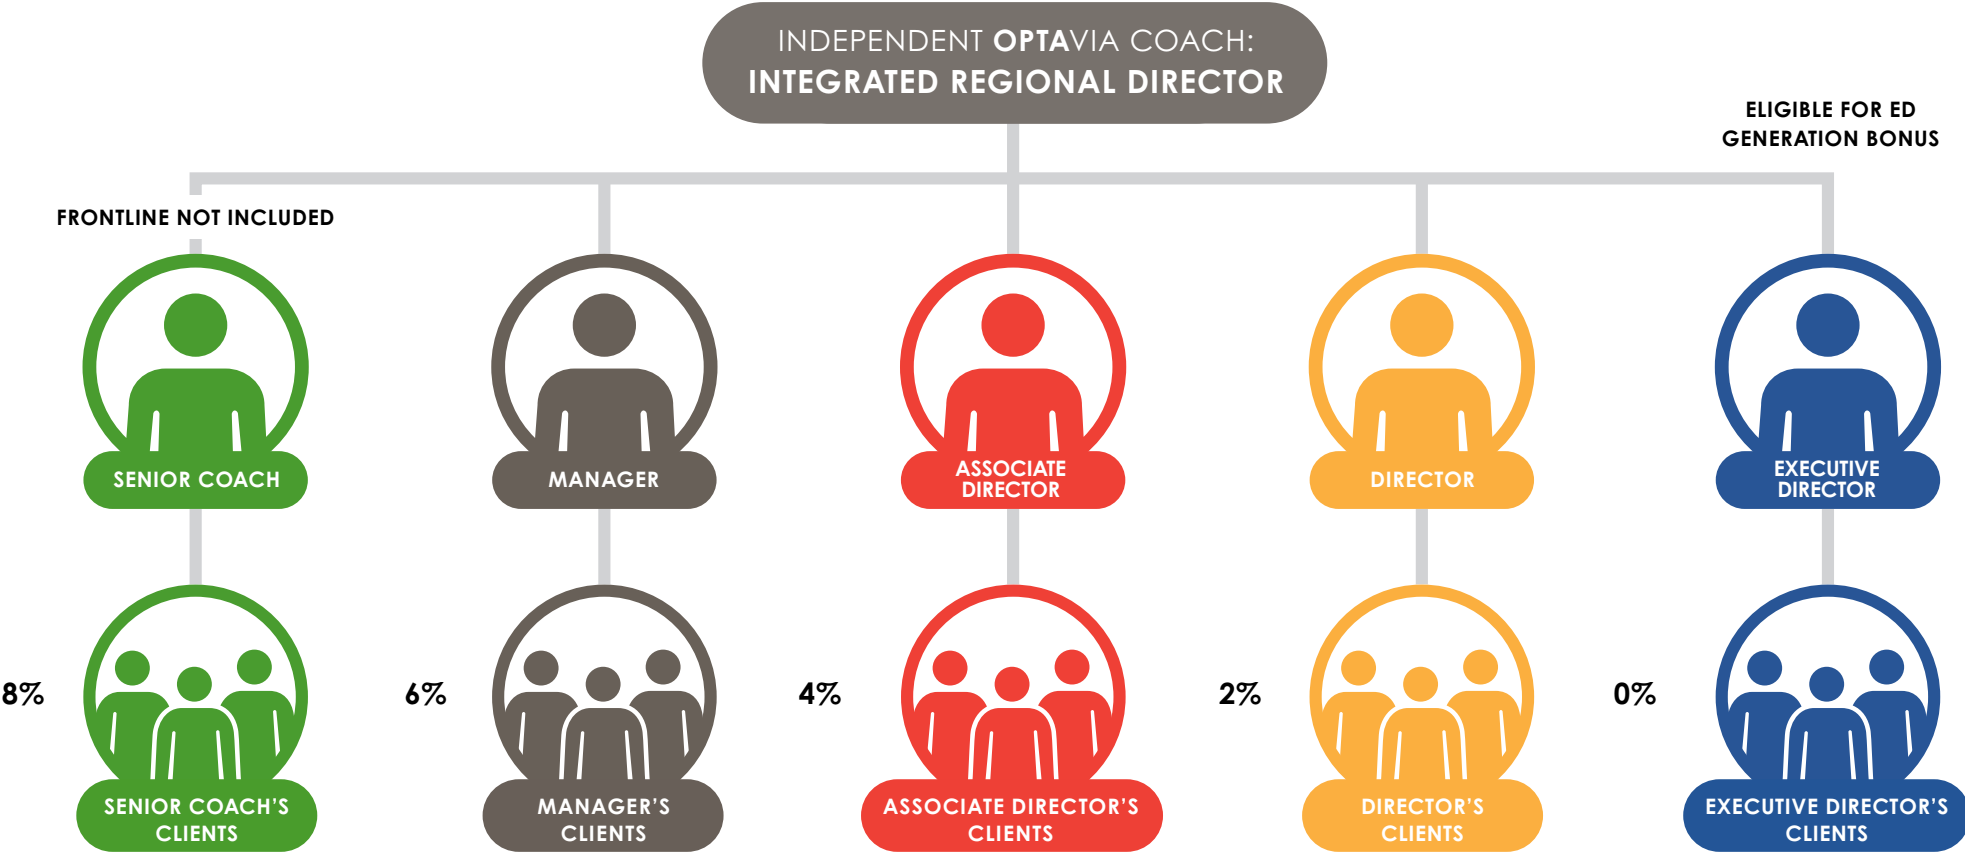 INDEPENDENT OPTAVIA COACH:
INTEGRATED REGIONAL DIRECTOR
ELIGIBLE FOR ED
GENERATION BONUS
FRONTLINE NOT INCLUDED
SENIOR COACH
MANAGER
ASSOCIATE
DIRECTOR
DIRECTOR
EXECUTIVE
DIRECTOR
8%
6%
4%
2%
0%
SENIOR COACH’S
CLIENTS
MANAGER’S
CLIENTS
ASSOCIATE DIRECTOR’S
CLIENTS
DIRECTOR’S
CLIENTS
EXECUTIVE DIRECTOR’S
CLIENTS